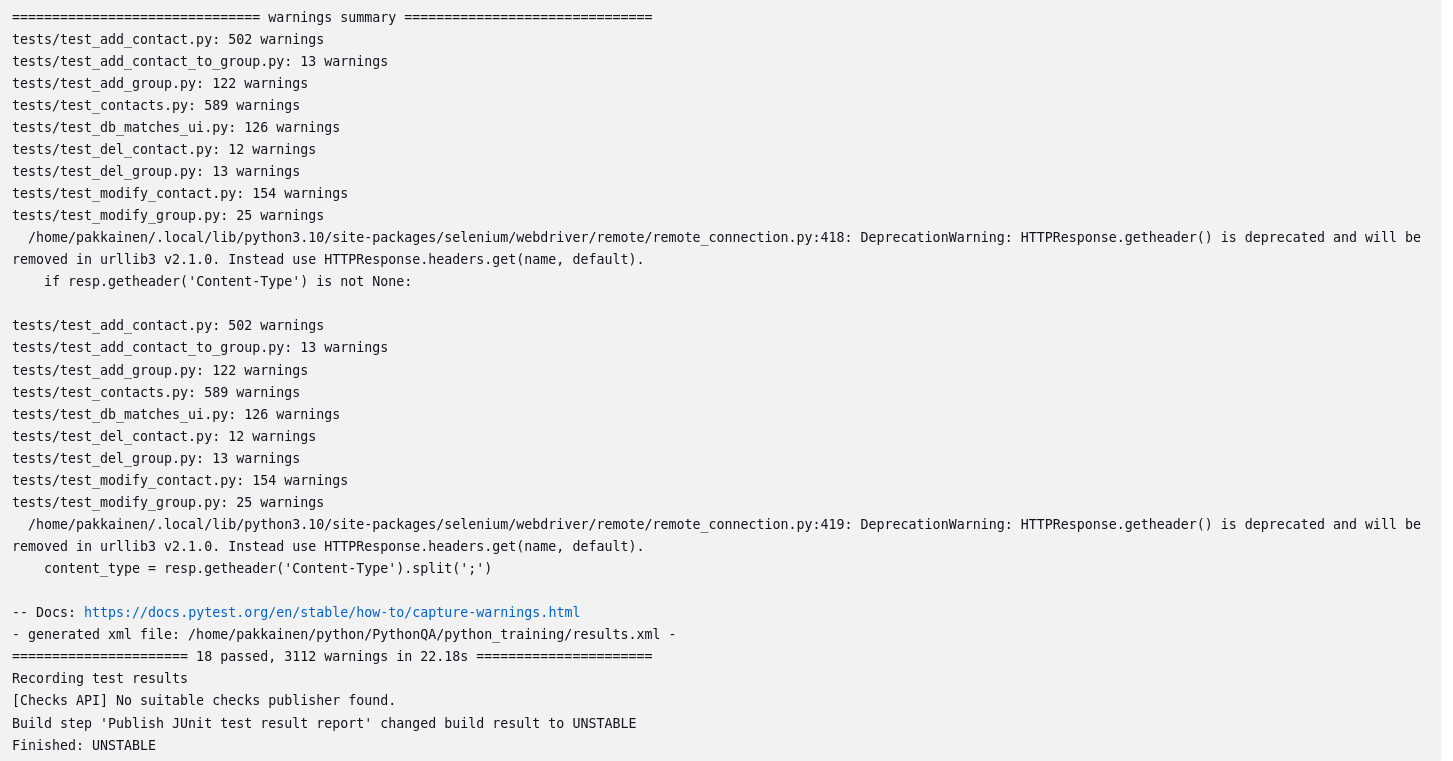 =============================== warnings summary ===============================
tests/test_add_contact.py: 502 warnings
tests/test_add_contact_to_group.py: 13 warnings
tests/test_add_group.py: 122 warnings
tests/test_contacts.py: 589 warnings
tests/test_db_matches_ui.py: 126 warnings
tests/test_del_contact.py: 12 warnings
tests/test_del_group.py: 13 warnings
tests/test_modify_contact.py: 154 warnings
tests/test_modify_group.py: 25 warnings
  /home/pakkainen/.local/lib/python3.10/site-packages/selenium/webdriver/remote/remote_connection.py:418: DeprecationWarning: HTTPResponse.getheader() is deprecated and will be
removed in urllib3 v2.1.0. Instead use HTTPResponse.headers.get(name, default).
    if resp.getheader('Content-Type') is not None:

tests/test_add_contact.py: 502 warnings
tests/test_add_contact_to_group.py: 13 warnings
tests/test_add_group.py: 122 warnings
tests/test_contacts.py: 589 warnings
tests/test_db_matches_ui.py: 126 warnings
tests/test_del_contact.py: 12 warnings
tests/test_del_group.py: 13 warnings
tests/test_modify_contact.py: 154 warnings
tests/test_modify_group.py: 25 warnings
  /home/pakkainen/.local/lib/python3.10/site-packages/selenium/webdriver/remote/remote_connection.py:419: DeprecationWarning: HTTPResponse.getheader() is deprecated and will be
removed in urllib3 v2.1.0. Instead use HTTPResponse.headers.get(name, default).
    content_type = resp.getheader('Content-Type').split(';')

-- Docs: https://docs.pytest.org/en/stable/how-to/capture-warnings.html
- generated xml file: /home/pakkainen/python/PythonQA/python_training/results.xml -
====================== 18 passed, 3112 warnings in 22.18s ======================
Recording test results
[Checks API] No suitable checks publisher found.
Build step 'Publish JUnit test result report' changed build result to UNSTABLE
Finished: UNSTABLE